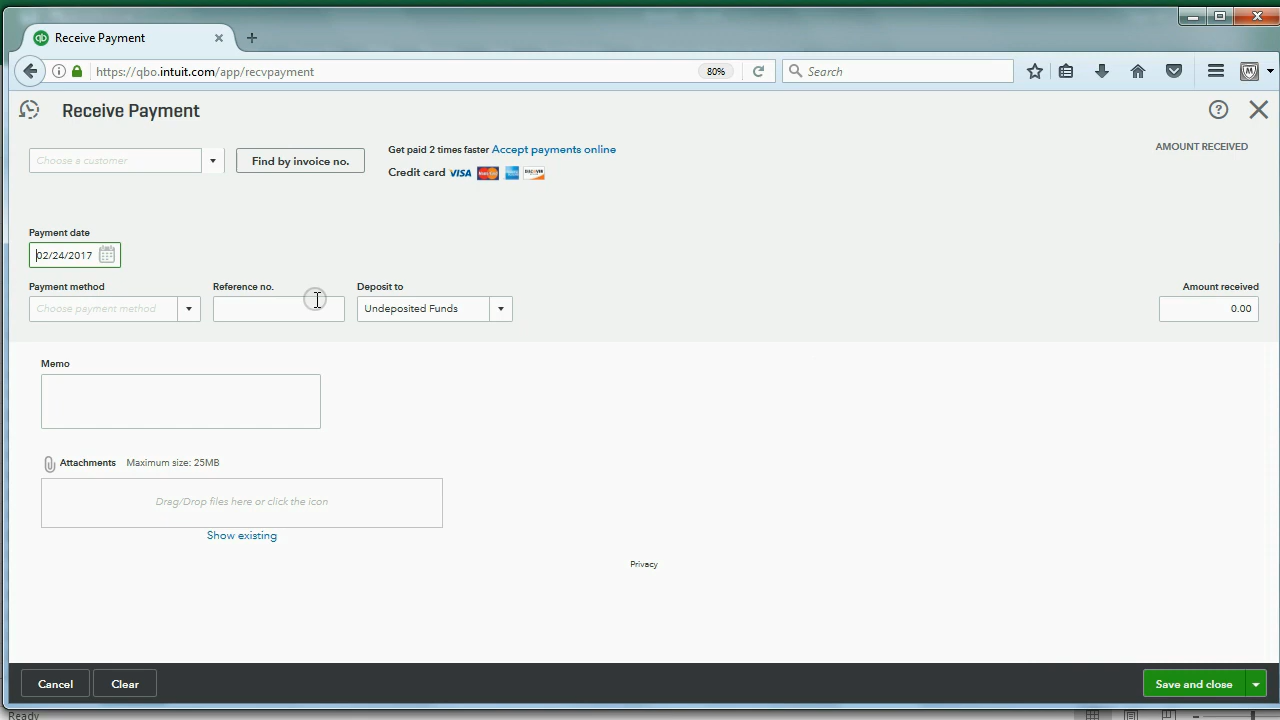 Receive Payment
https://qbo.intuit.com/app/recvpayment
80%
Search
Receive Payment
Choose a customer
Find by invoice no.
Get paid 2 times faster Accept payments online
AMOUNT RECEIVED
Credit card VISA MasterCard DISCOVER
Payment date
02/24/2017
Payment method
Reference no.
Deposit to
Amount received
Choose payment method
Undeposited Funds
0.00
Memo
Attachments Maximum size: 25MB
Drag/Drop files here or click the icon
Show existing
Privacy
Cancel
Clear
Save and close
Ready